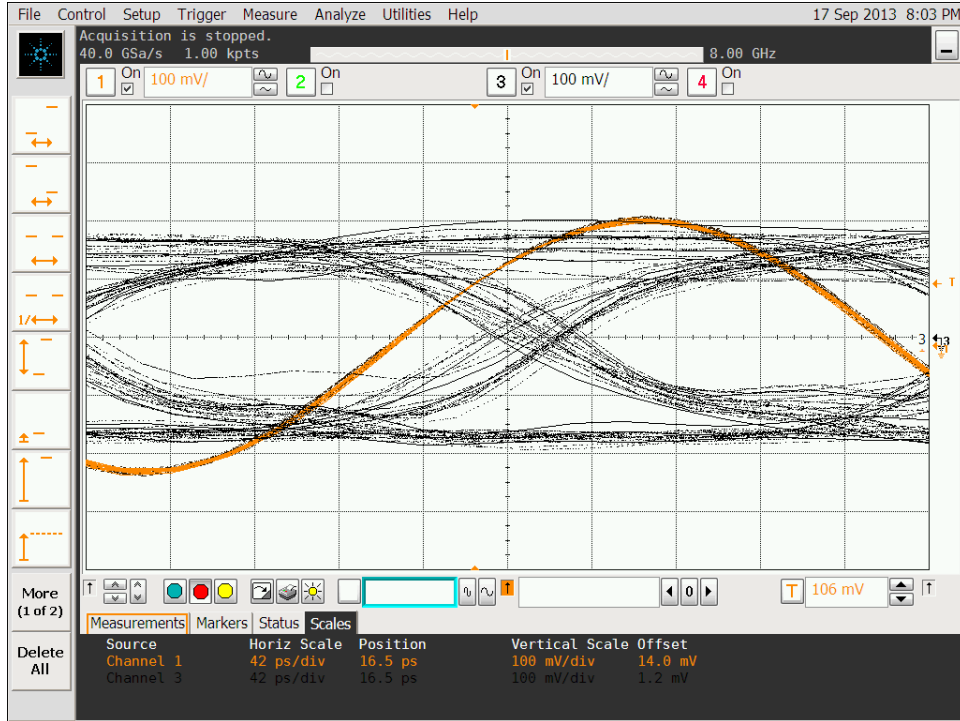 File Control Setup Trigger Measure Analyze Utilities Help 17 Sep 2013 8:03 PM
Acquisition is stopped.
40.0 GSa/s 1.00 kpts 8.00 GHz
1 On 100 mV/ 2 On 3 On 100 mV/ 4 On
T
3
1/
More
(1 of 2)
0 T 106 mV
Delete
All
Measurements Markers Status Scales
Source Horiz Scale Position Vertical Scale Offset
Channel 1 42 ps/div 16.5 ps 100 mV/div 14.0 mV
Channel 3 42 ps/div 16.5 ps 100 mV/div 1.2 mV